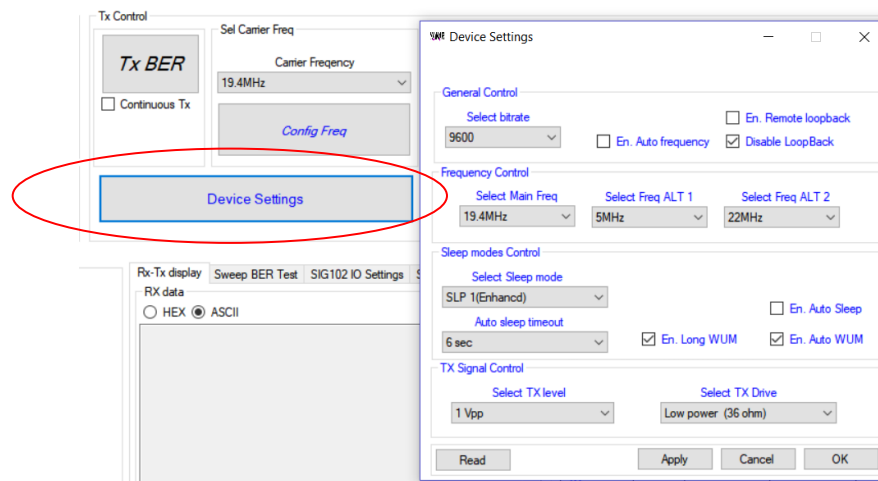 Tx Control
Tx BER
Continuous Tx
Sel Carrier Freq
Carrier Freqency
19.4MHz
Config Freq
Device Settings
Rx-Tx display
Sweep BER Test
SIG102 IO Settings
RX data
HEX
ASCII
Device Settings
General Control
Select bitrate
9600
En. Auto frequency
En. Remote loopback
Disable LoopBack
Frequency Control
Select Main Freq
Select Freq ALT 1
Select Freq ALT 2
19.4MHz
5MHz
22MHz
Sleep modes Control
Select Sleep mode
SLP 1(Enhancd)
Auto sleep timeout
6 sec
En. Long WUM
En. Auto Sleep
En. Auto WUM
TX Signal Control
Select TX level
Select TX Drive
1 Vpp
Low power (36 ohm)
Read
Apply
Cancel
OK